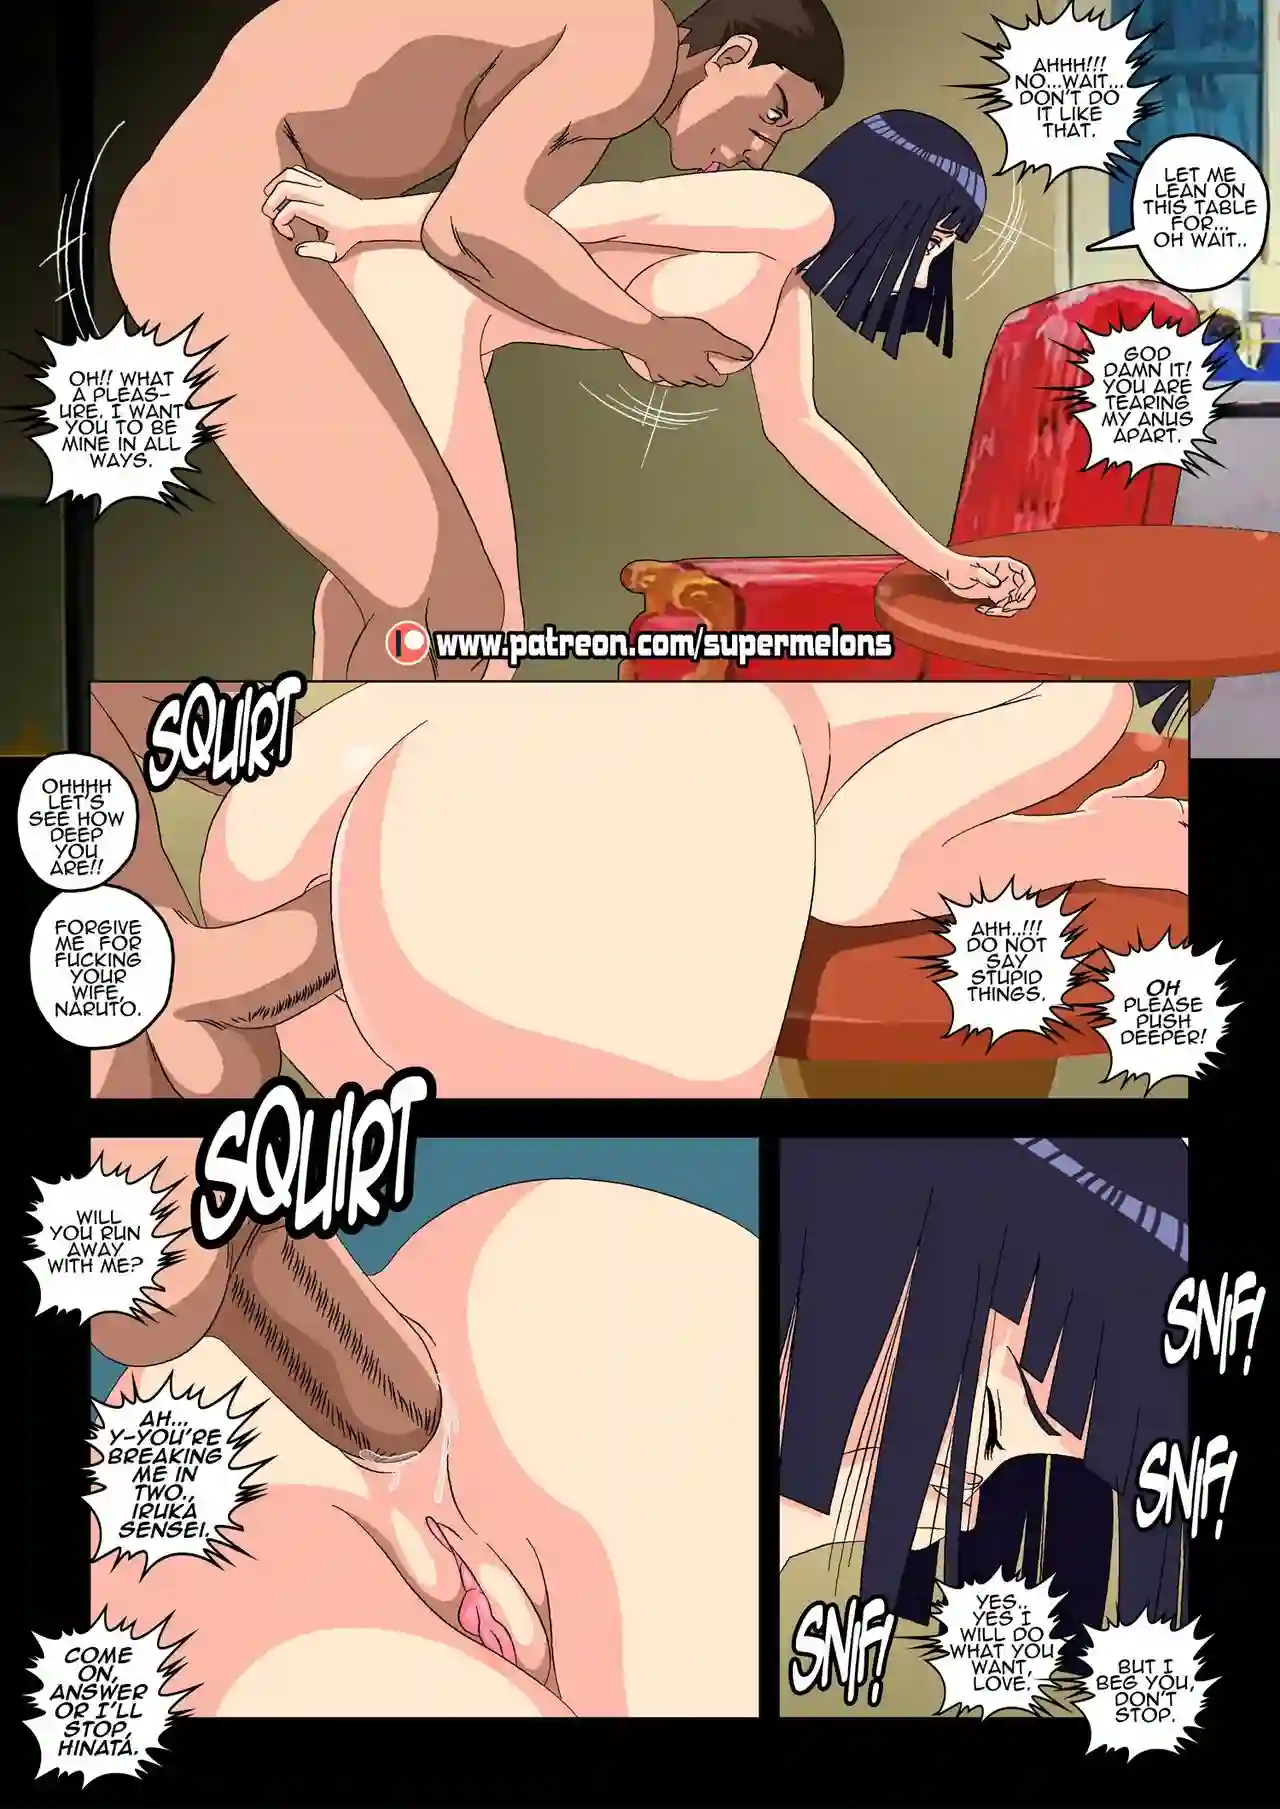 AHHH!!!
NO...WAIT...
DON'T DO
IT LIKE
THAT.
LET ME
LEAN ON
THIS TABLE
FOR...
OH WAIT..
OH!! WHAT
A PLEAS-
URE, I WANT
YOU TO BE
MINE IN ALL
WAYS.
GOD
DAMN IT!
YOU ARE
TEARING
MY ANUS
APART.
www.patreon.com/supermelons
SQUIRT
OHHHH
LET'S
SEE HOW
DEEP
YOU
ARE!!
FORGIVE
ME FOR
FUCKING
YOUR
WIFE,
NARUTO.
AHH..!!!
DO NOT
SAY
STUPID
THINGS.
OH
PLEASE
PUSH
DEEPER!
SQUIRT
WILL
YOU RUN
AWAY
WITH ME?
AH...
Y-YOU'RE
BREAKING
ME IN
TWO.,
IRUKA
SENSEI.
COME
ON,
ANSWER
OR I'LL
STOP,
HINATA.
SNIF!
SNIF!
SNIF!
YES..
YES I
WILL DO
WHAT YOU
WANT,
LOVE.
BUT I
BEG YOU,
DON'T
STOP.